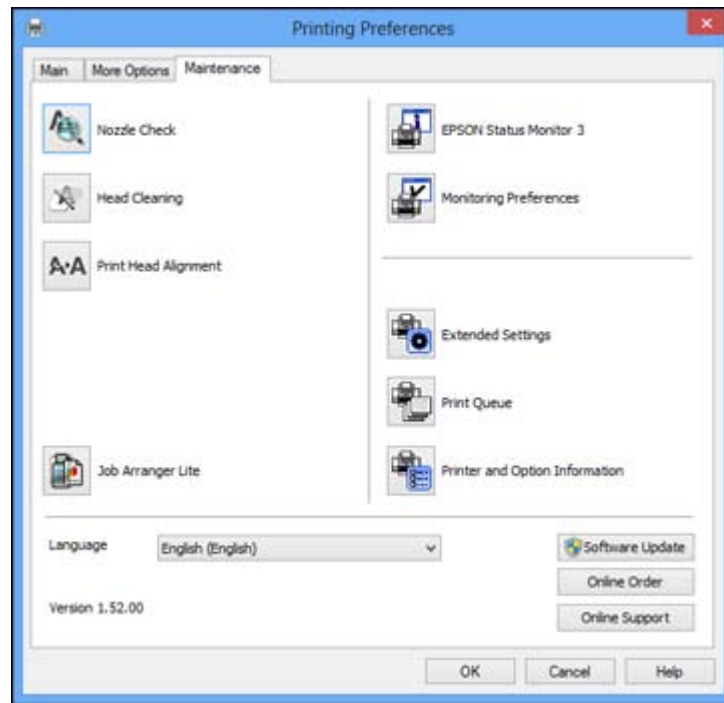 Printing Preferences
Main
More Options
Maintenance
Nozzle Check
Head Cleaning
A·A Print Head Alignment
Job Arranger Lite
EPSON Status Monitor 3
Monitoring Preferences
Extended Settings
Print Queue
Printer and Option Information
Language
English (English)
Software Update
Online Order
Version 1.52.00
Online Support
OK
Cancel
Help